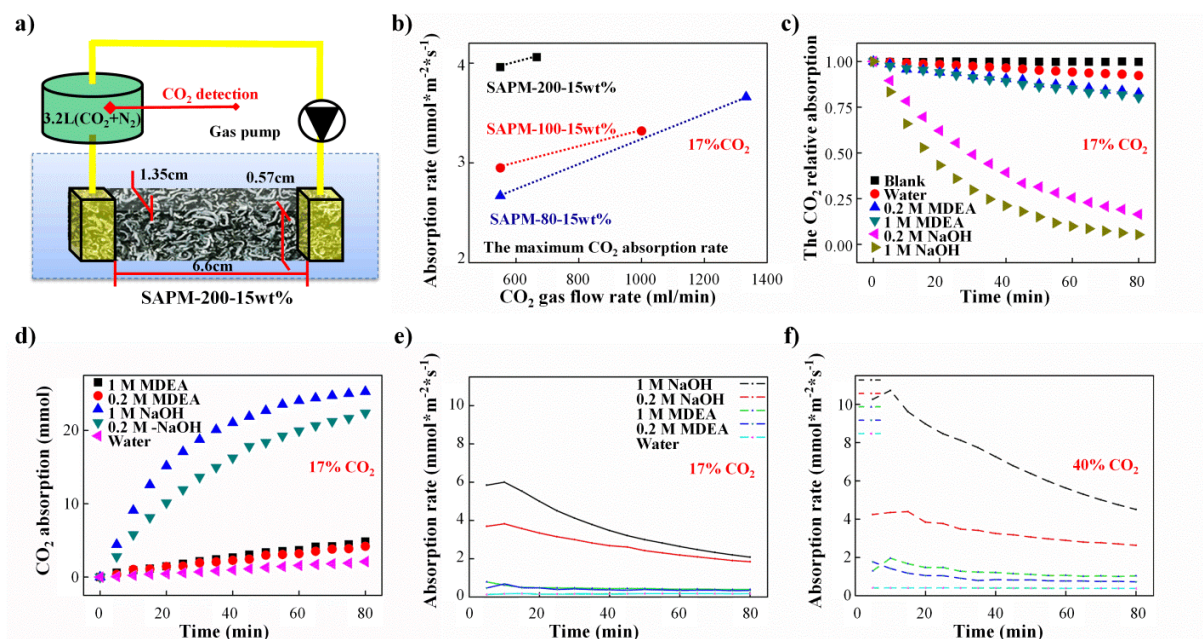 a)
CO2 detection
3.2L(CO2+N2)
Gas pump
1.35cm
0.57cm
6.6cm
SAPM-200-15wt%
b)
Absorption rate (mmol*m-2*s-1)
4
3
2
SAPM-200-15wt%
SAPM-100-15wt%
17%CO2
SAPM-80-15wt%
The maximum CO2 absorption rate
600 800 1000 1200 1400
CO2 gas flow rate (ml/min)
c)
The CO2 relative absorption
1.00
0.75
0.50
0.25
0.00
17% CO2
Blank
Water
0.2 M MDEA
1 M MDEA
0.2 M NaOH
1 M NaOH
0 20 40 60 80
Time (min)
d)
CO2 absorption (mmol)
20
10
0
1 M MDEA
0.2 M MDEA
1 M NaOH
0.2 M -NaOH
Water
17% CO2
0 20 40 60 80
Time (min)
e)
Absorption rate (mmol*m-2*s-1)
10
8
6
4
2
0
1 M NaOH
0.2 M NaOH
1 M MDEA
0.2 M MDEA
Water
17% CO2
0 20 40 60 80
Time (min)
f)
Absorption rate (mmol*m-2*s-1)
10
8
6
4
2
0
40% CO2
0 20 40 60 80
Time (min)